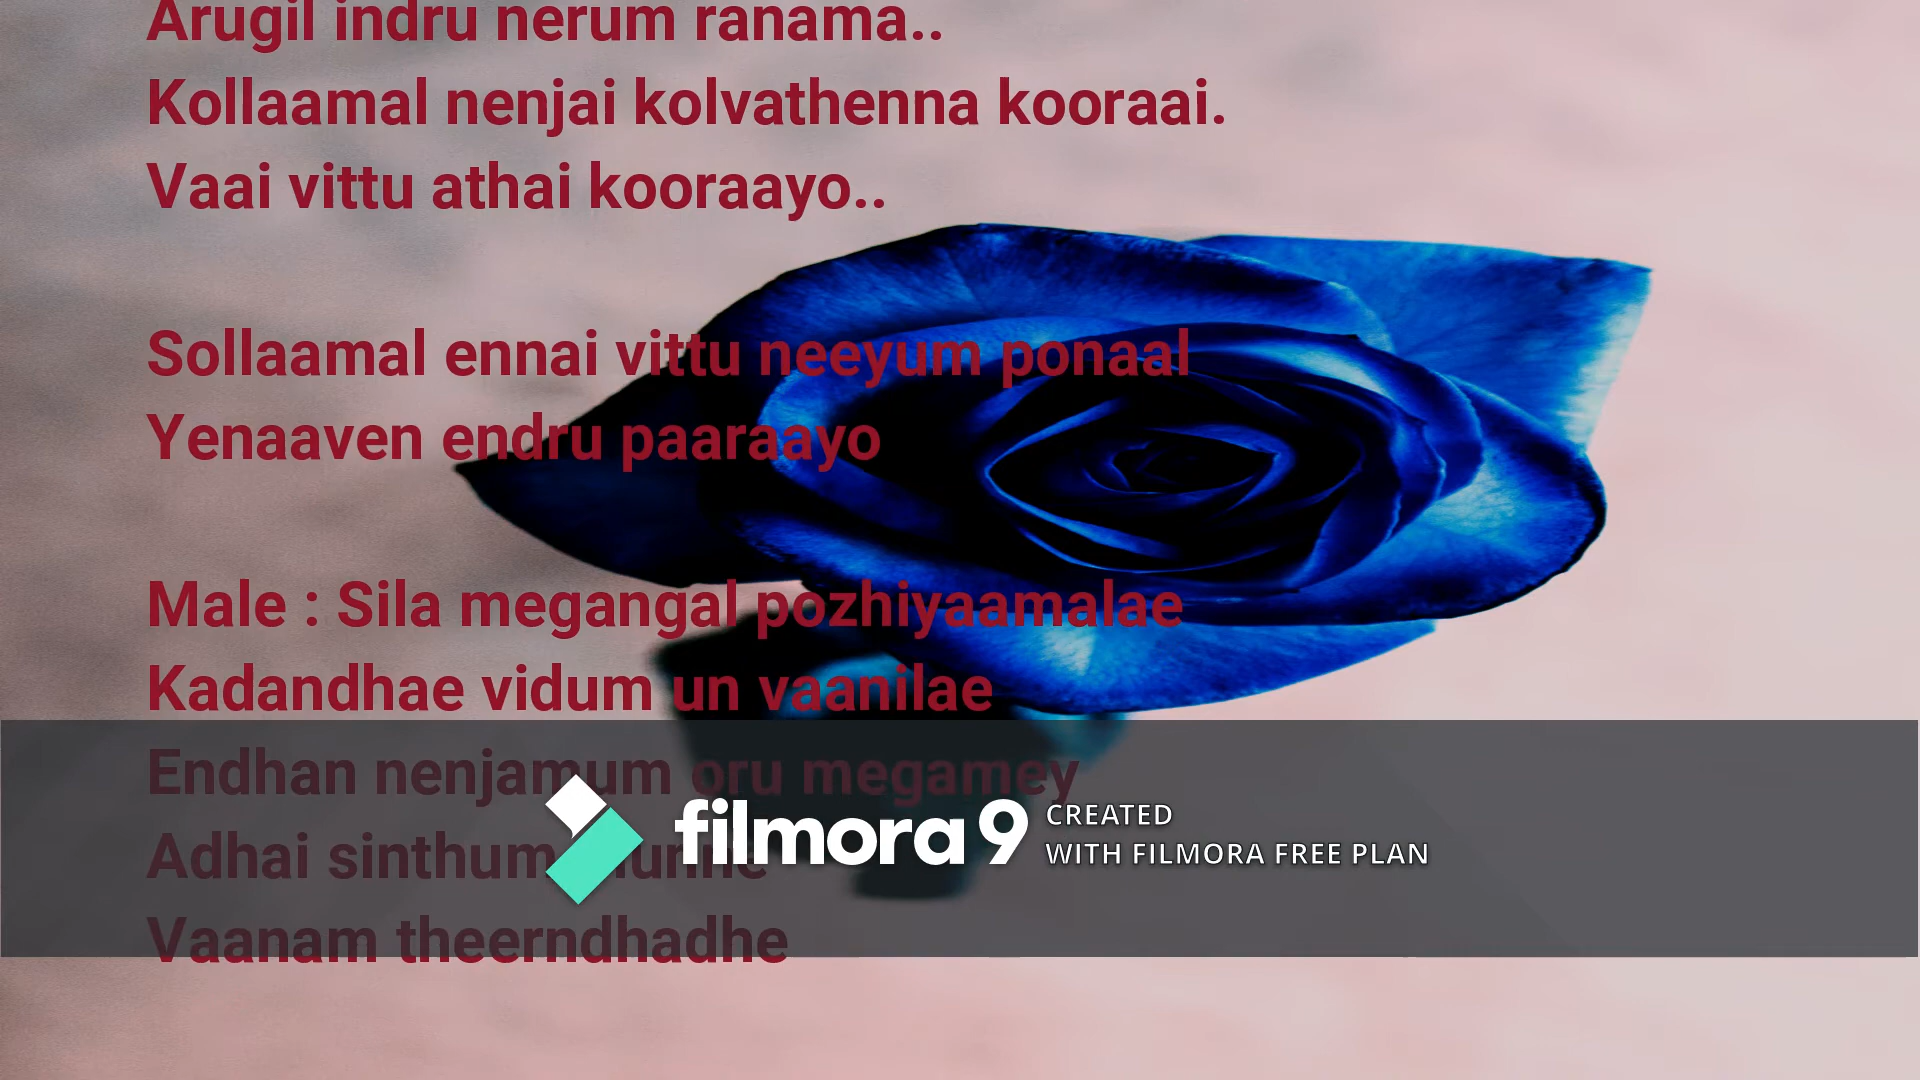 Arugil indru nerum ranama..
Kollaamal nenjai kolvathenna kooraai.
Vaai vittu athai kooraayo..
Sollaamal ennai vittu neeyum ponaal
Yenaaven endru paaraayo
Male : Sila megangal pozhiyaamalae
Kadandhae vidum un vaanilae
Endhan nenjamum oru megamey
Adhai sinthum
Vaanam theerndhadhe
filmora 9
CREATED
WITH FILMORA FREE PLAN